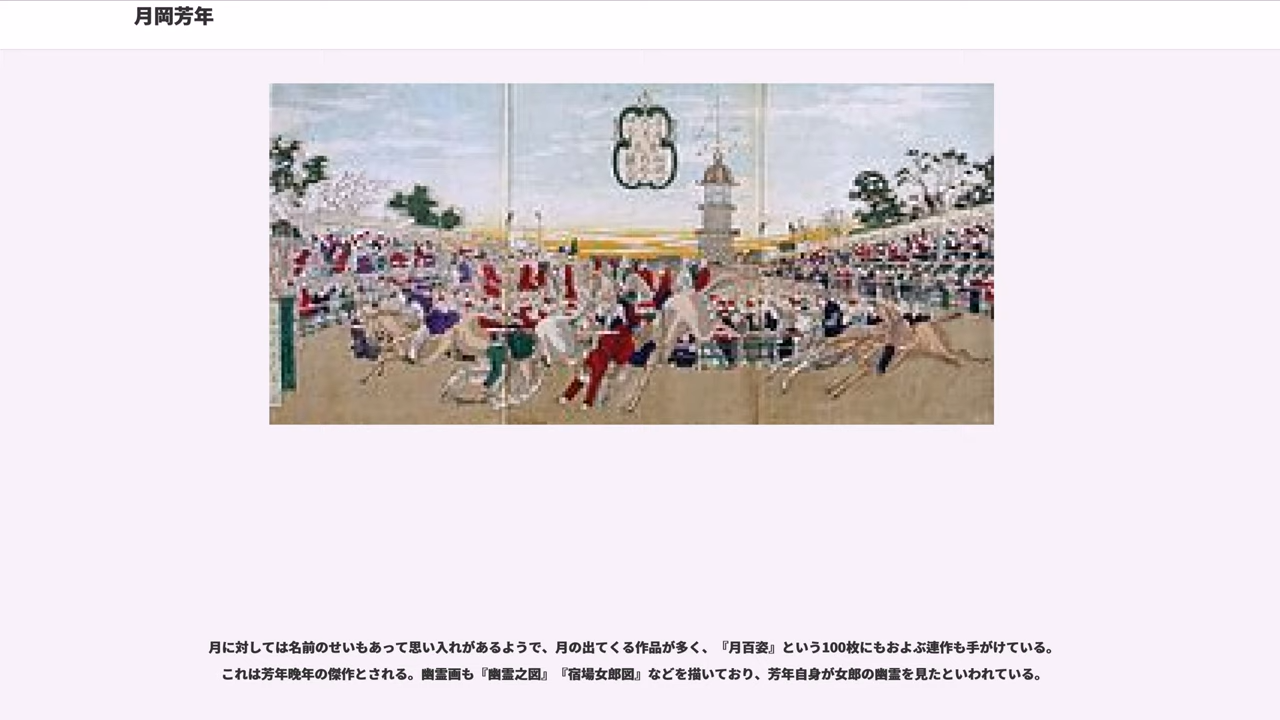 月岡芳年
月に対しては名前のせいもあって思い入れがあるようで、月の出てくる作品が多く、『月百姿』という100枚にもおよぶ連作も手がけている。
これは芳年晩年の傑作とされる。幽霊画も『幽霊之図』『宿場女郎図』などを描いており、芳年自身が女郎の幽霊を見たといわれている。